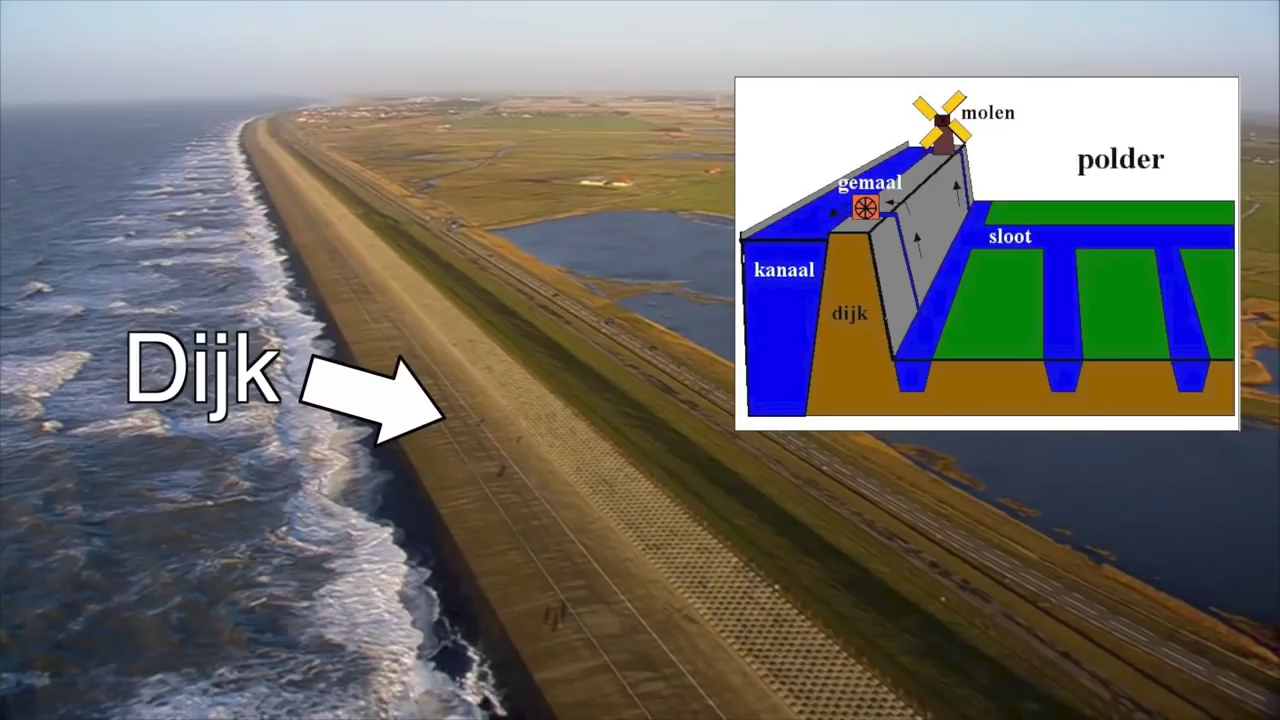 Dijk
molen
polder
gemaal
sloot
kanaal
dijk